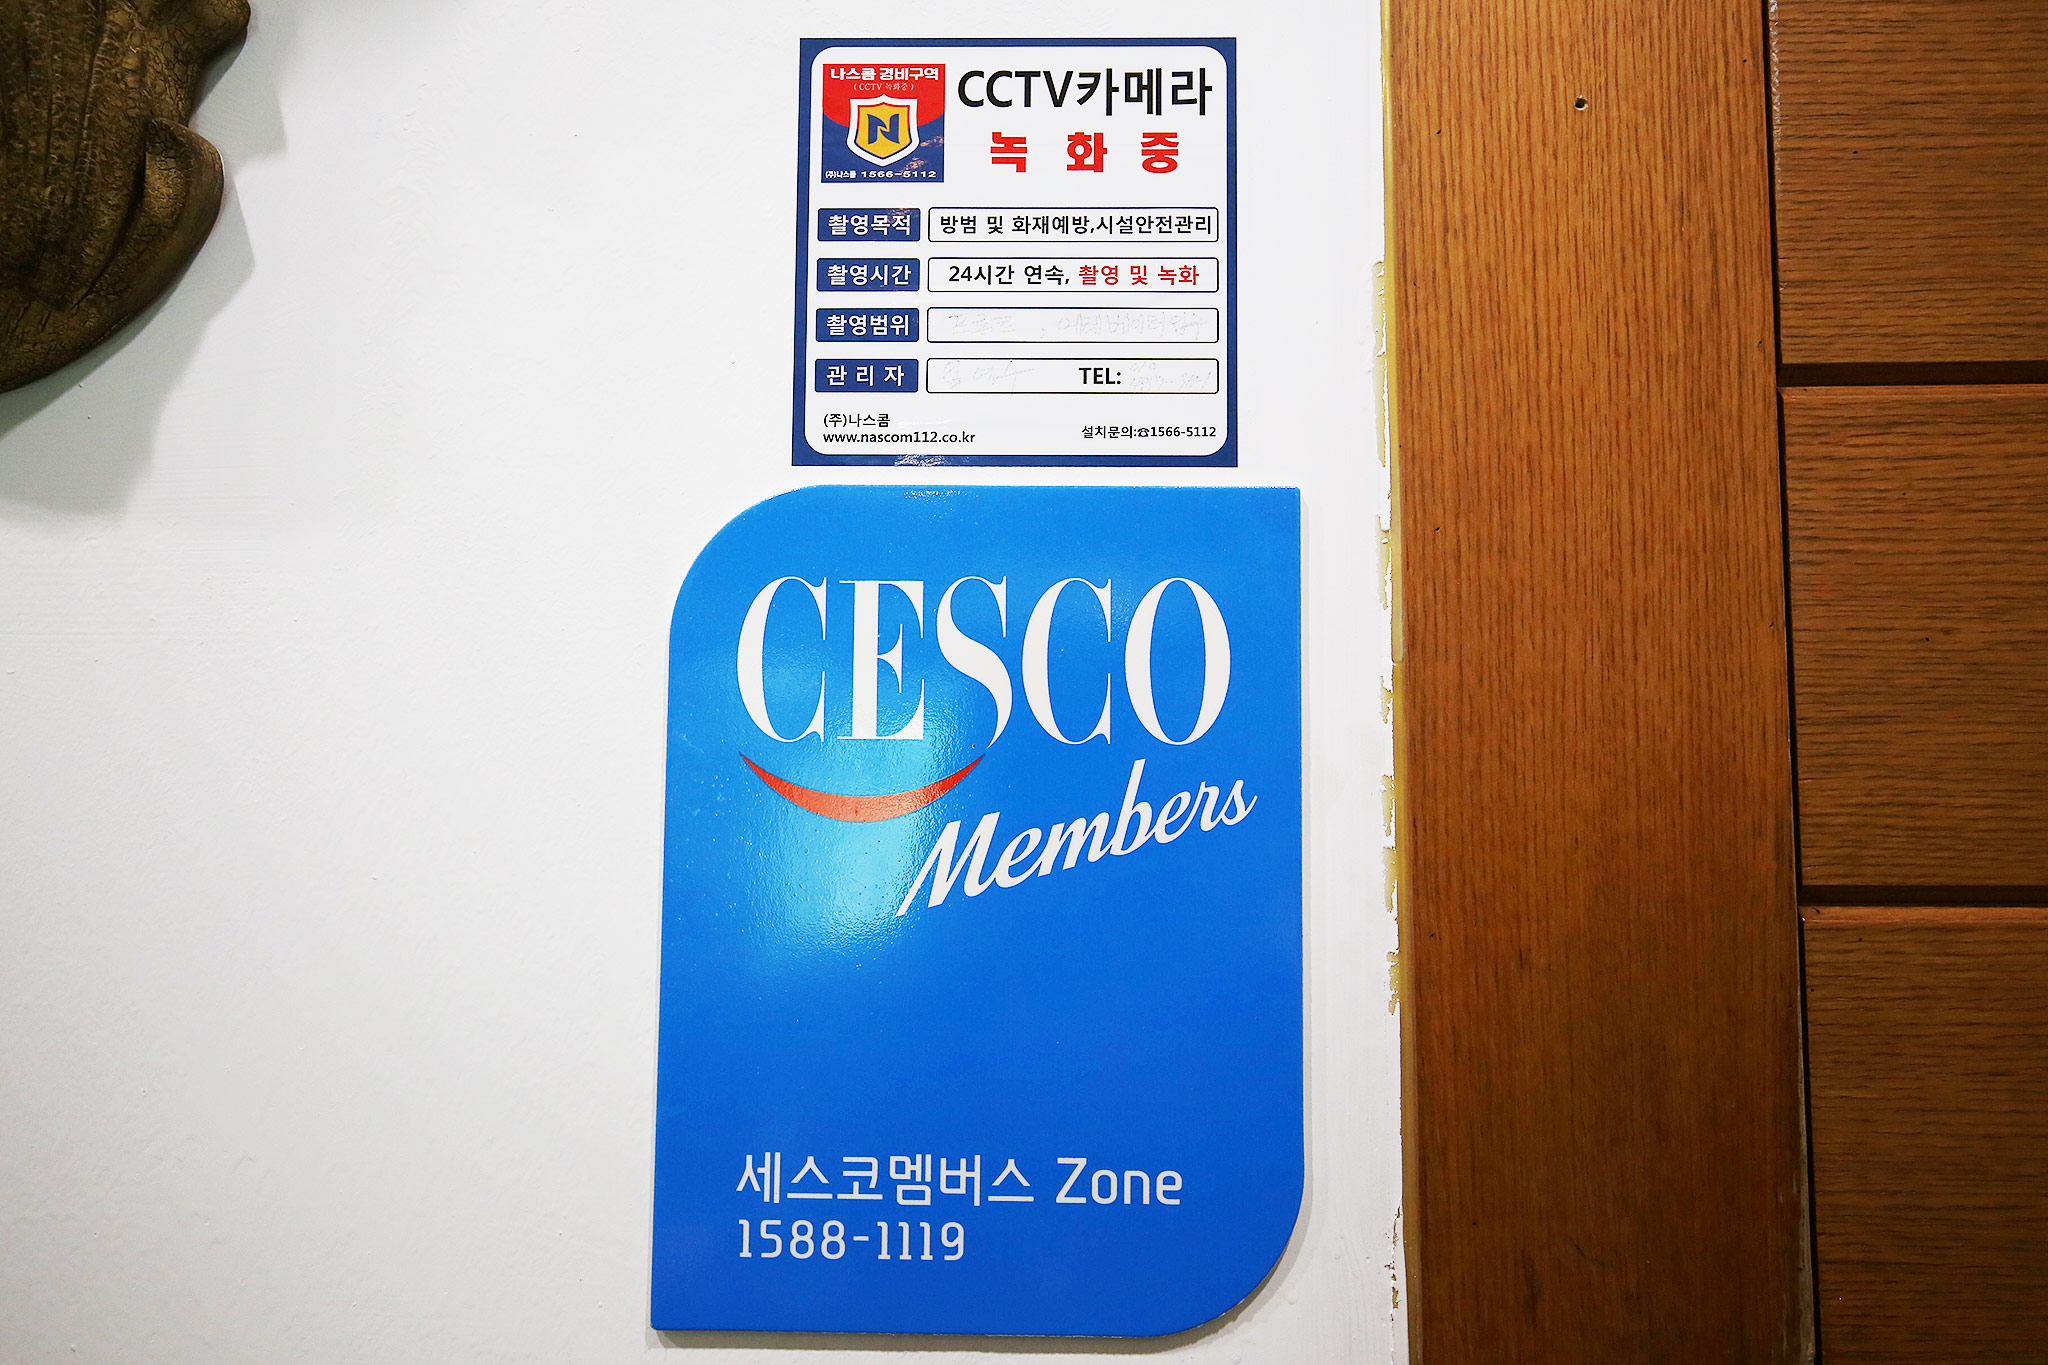 나스콤 경비구역
( CCTV 녹화중 )
N
(주)나스콤 1566-5112
CCTV카메라
녹 화 중
촬영목적 방범 및 화재예방,시설안전관리
촬영시간 24시간 연속, 촬영 및 녹화
촬영범위
관 리 자 TEL:
(주)나스콤
www.nascom112.co.kr 설치문의:☎1566-5112
CESCO
Members
세스코멤버스 Zone
1588-1119